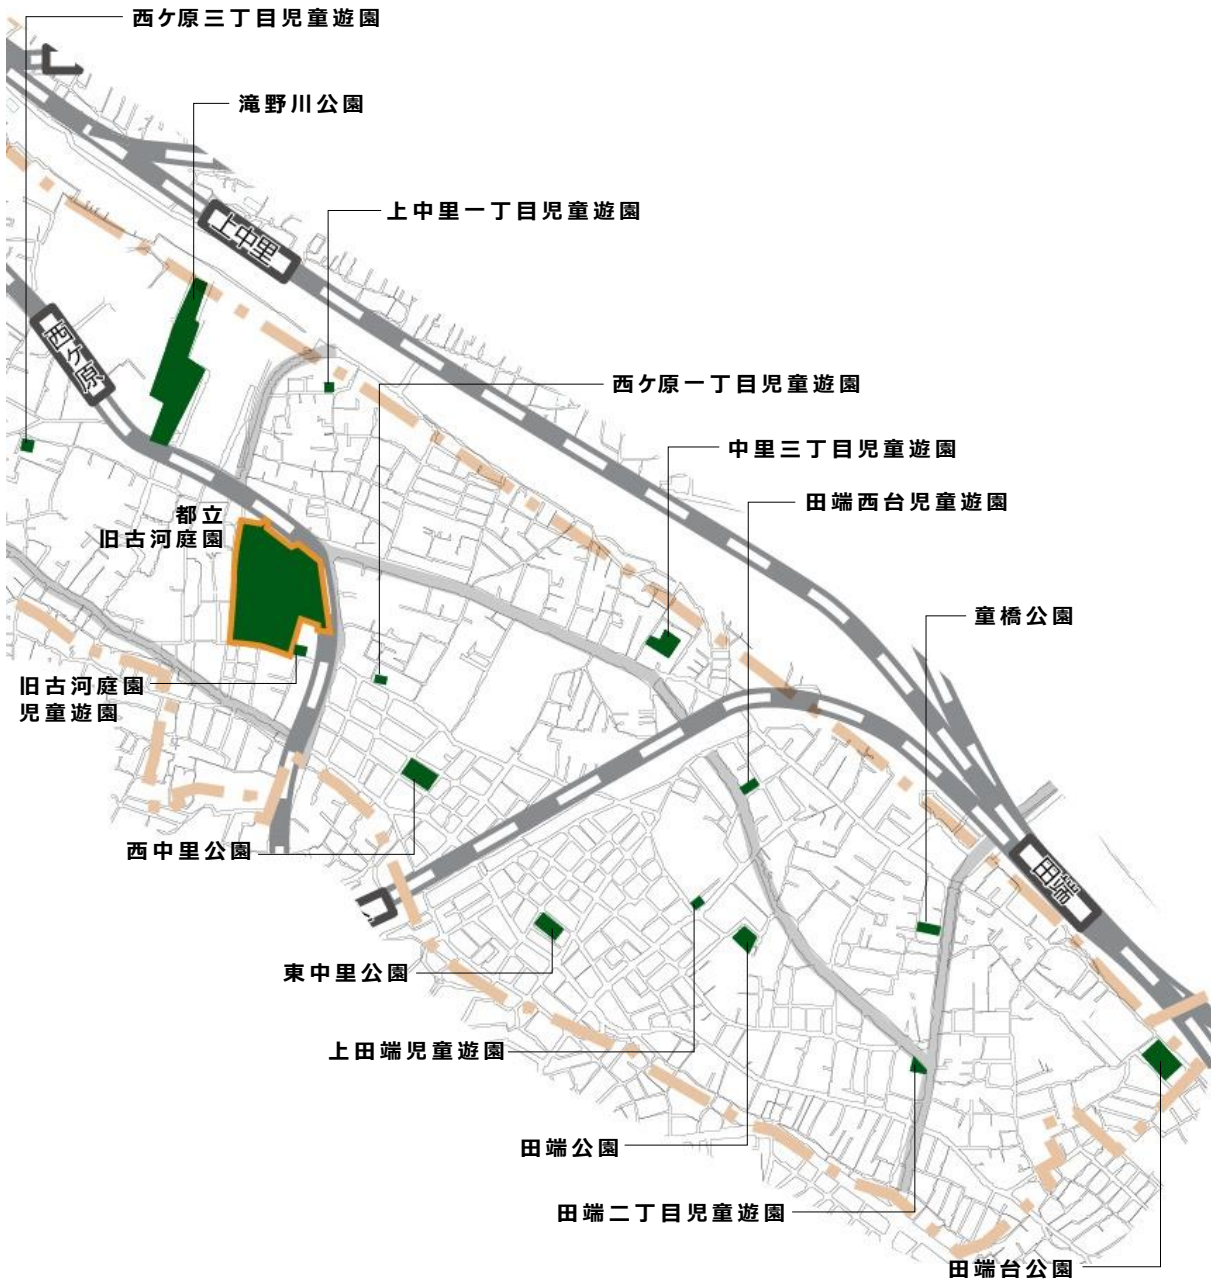 西ケ原三丁目児童遊園
滝野川公園
上中里一丁目児童遊園
上中里
西ケ原
西ケ原一丁目児童遊園
中里三丁目児童遊園
田端西台児童遊園
都立
旧古河庭園
童橋公園
旧古河庭園
児童遊園
西中里公園
田端
東中里公園
上田端児童遊園
田端公園
田端二丁目児童遊園
田端台公園